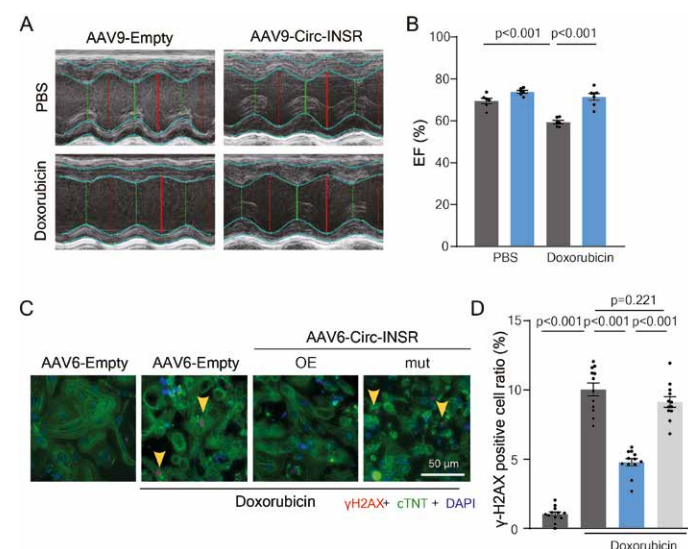 A
AAV9-Empty
AAV9-Circ-INSR
PBS
Doxorubicin
B
p<0.001 p<0.001
EF (%)
100
80
60
40
20
0
PBS
Doxorubicin
C
AAV6-Circ-INSR
AAV6-Empty
AAV6-Empty
OE
mut
50 µm
Doxorubicin
γH2AX+ cTNT + DAPI
D
p=0.221
p<0.001 p<0.001 p<0.001
γ-H2AX positive cell ratio (%)
15
10
5
0
Doxorubicin